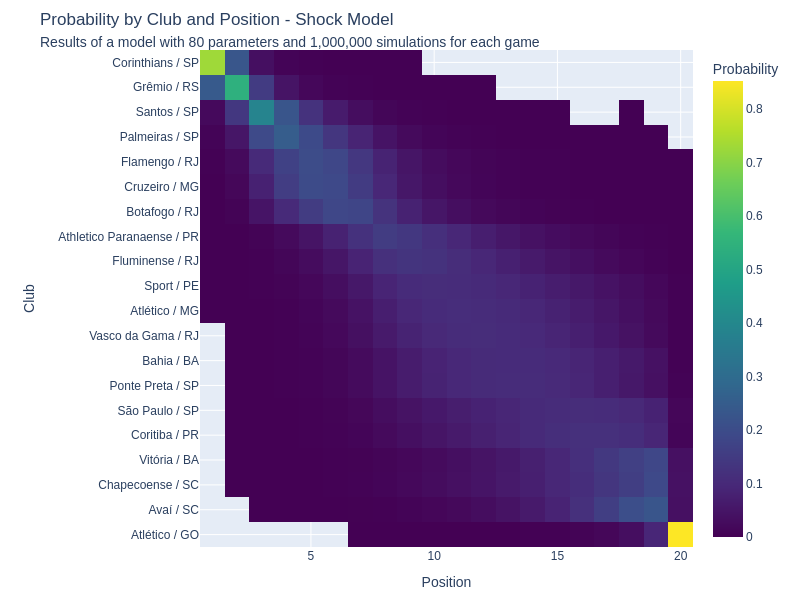 Probability by Club and Position - Shock Model
Results of a model with 80 parameters and 1,000,000 simulations for each game
Probability
Club
Corinthians / SP
Grêmio / RS
Santos / SP
Palmeiras / SP
Flamengo / RJ
Cruzeiro / MG
Botafogo / RJ
Athletico Paranaense / PR
Fluminense / RJ
Sport / PE
Atlético / MG
Vasco da Gama / RJ
Bahia / BA
Ponte Preta / SP
São Paulo / SP
Coritiba / PR
Vitória / BA
Chapecoense / SC
Avaí / SC
Atlético / GO
0.8
0.7
0.6
0.5
0.4
0.3
0.2
0.1
0
5
10
15
20
Position